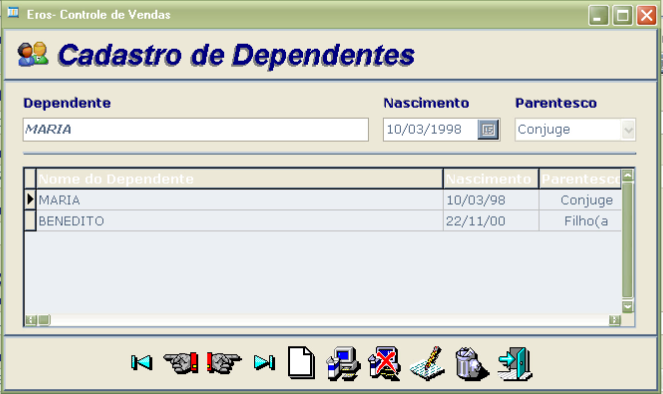 Eros- Controle de Vendas
Cadastro de Dependentes
Dependente Nascimento Parentesco
MARIA 10/03/1998 Conjuge
Nome do Dependente Nascimento Parentesco
MARIA 10/03/98 Conjuge
BENEDITO 22/11/00 Filho(a